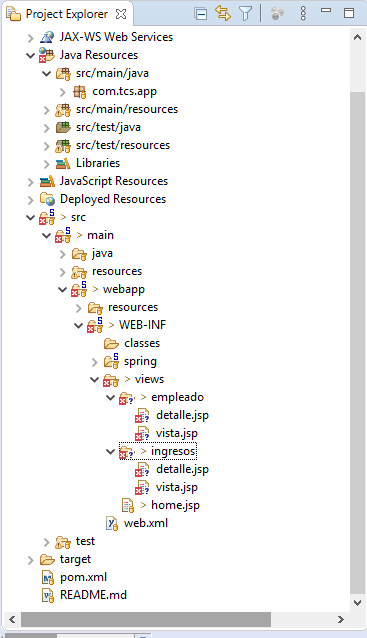 Project Explorer
JAX-WS Web Services
Java Resources
src/main/java
com.tcs.app
src/main/resources
src/test/java
src/test/resources
Libraries
JavaScript Resources
Deployed Resources
> src
> main
java
resources
> webapp
resources
> WEB-INF
classes
spring
> views
> empleado
detalle.jsp
vista.jsp
> ingresos
detalle.jsp
vista.jsp
> home.jsp
web.xml
test
target
pom.xml
README.md